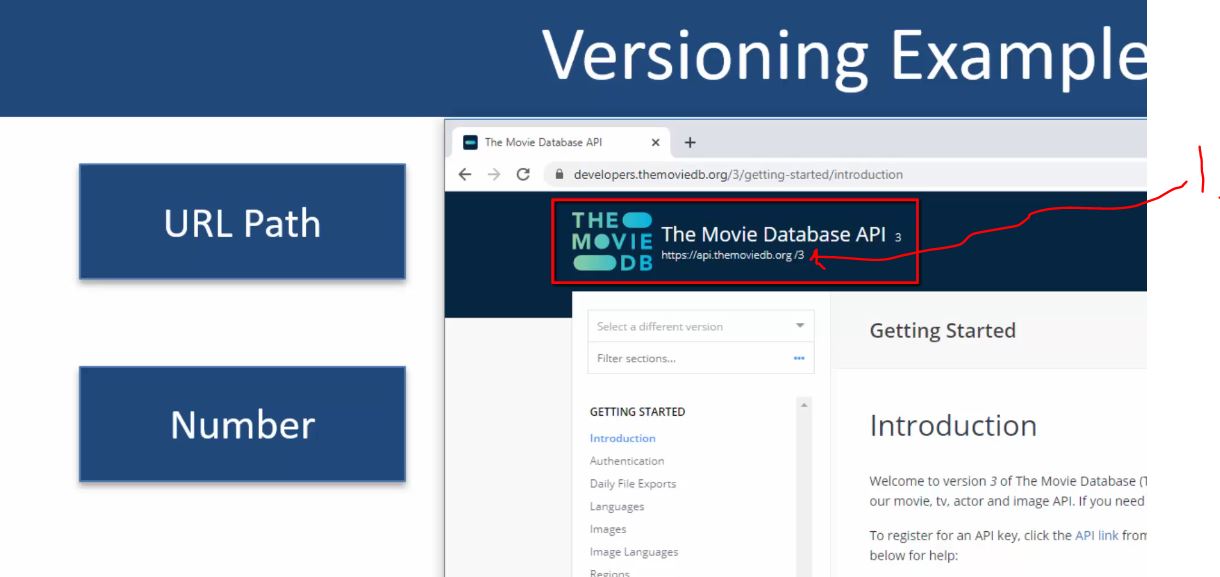 Versioning Example
URL Path
Number
The Movie Database API
developers.themoviedb.org/3/getting-started/introduction
THE
MOVIE
DB
The Movie Database API 3
https://api.themoviedb.org /3
Select a different version
Filter sections...
GETTING STARTED
Introduction
Authentication
Daily File Exports
Languages
Images
Image Languages
Regions
Getting Started
Introduction
Welcome to version 3 of The Movie Database (T
our movie, tv, actor and image API. If you need
To register for an API key, click the API link from
below for help: